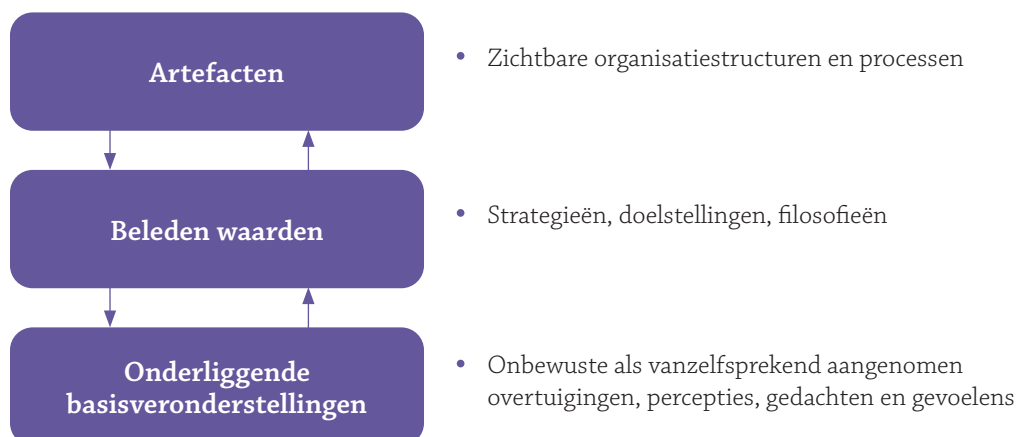 Artefacten
• Zichtbare organisatiestructuren en processen
Beleden waarden
• Strategieën, doelstellingen, filosofieën
Onderliggende
basisveronderstellingen
• Onbewuste als vanzelfsprekend aangenomen
overtuigingen, percepties, gedachten en gevoelens